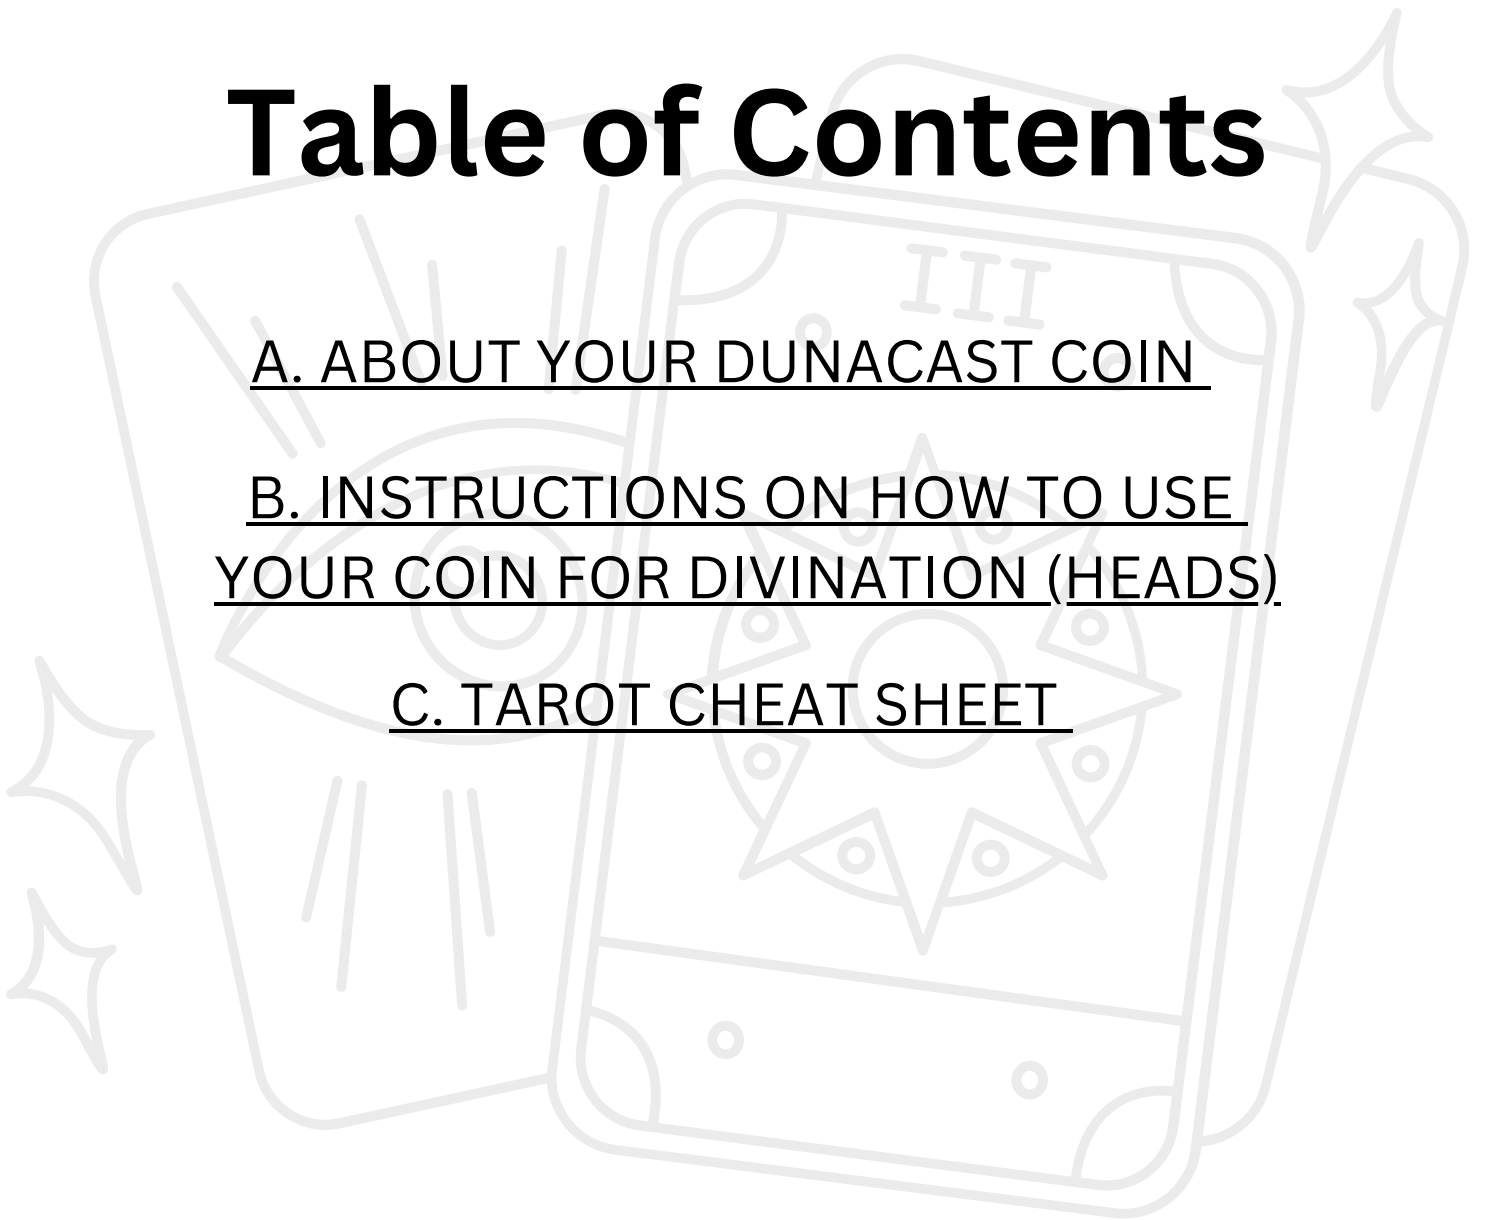 Table of Contents
III
A. ABOUT YOUR DUNACAST COIN
B. INSTRUCTIONS ON HOW TO USE
YOUR COIN FOR DIVINATION (HEADS)
C. TAROT CHEAT SHEET